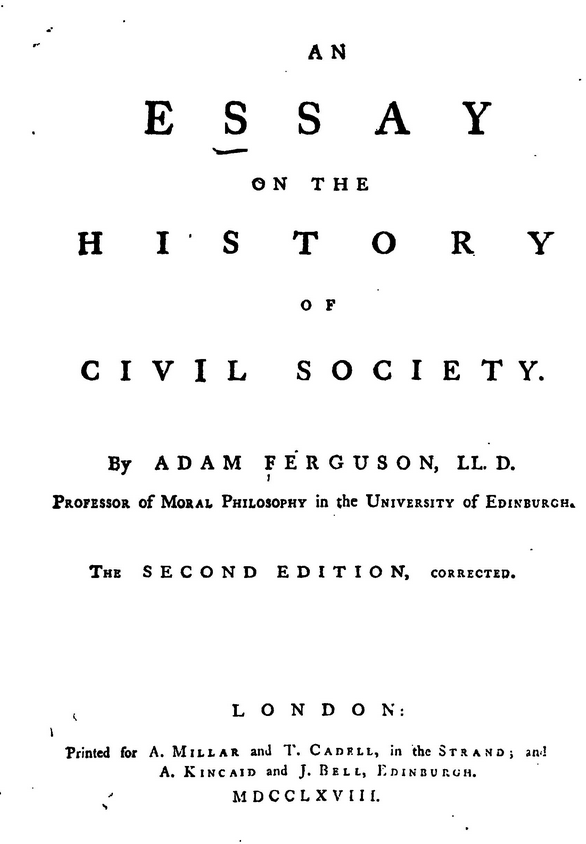 AN
ESSAY
ON THE
HISTORY
OF
CIVIL SOCIETY.
By ADAM FERGUSON, LL. D.
PROFESSOR of MORAL PHILOSOPHY in the UNIVERSITY of EDINBURGH.
THE SECOND EDITION, CORRECTED.
LONDON:
Printed for A. MILLAR and T. CADELL, in the STRAND; and
A. KINCAID and J. BELL, EDINBURGH.
MDCCLXVIII.